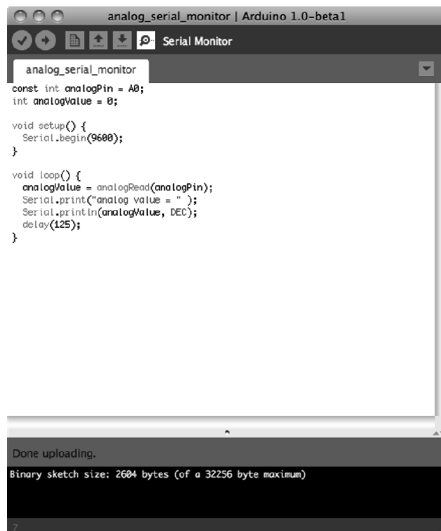 analog_serial_monitor | Arduino 1.0-beta1
Serial Monitor
analog_serial_monitor
const int analogPin = A0;
int analogValue = 0;

void setup() {
  Serial.begin(9600);
}

void loop() {
  analogValue = analogRead(analogPin);
  Serial.print("analog value = " );
  Serial.println(analogValue, DEC);
  delay(125);
}
Done uploading.
Binary sketch size: 2604 bytes (of a 32256 byte maximum)
7